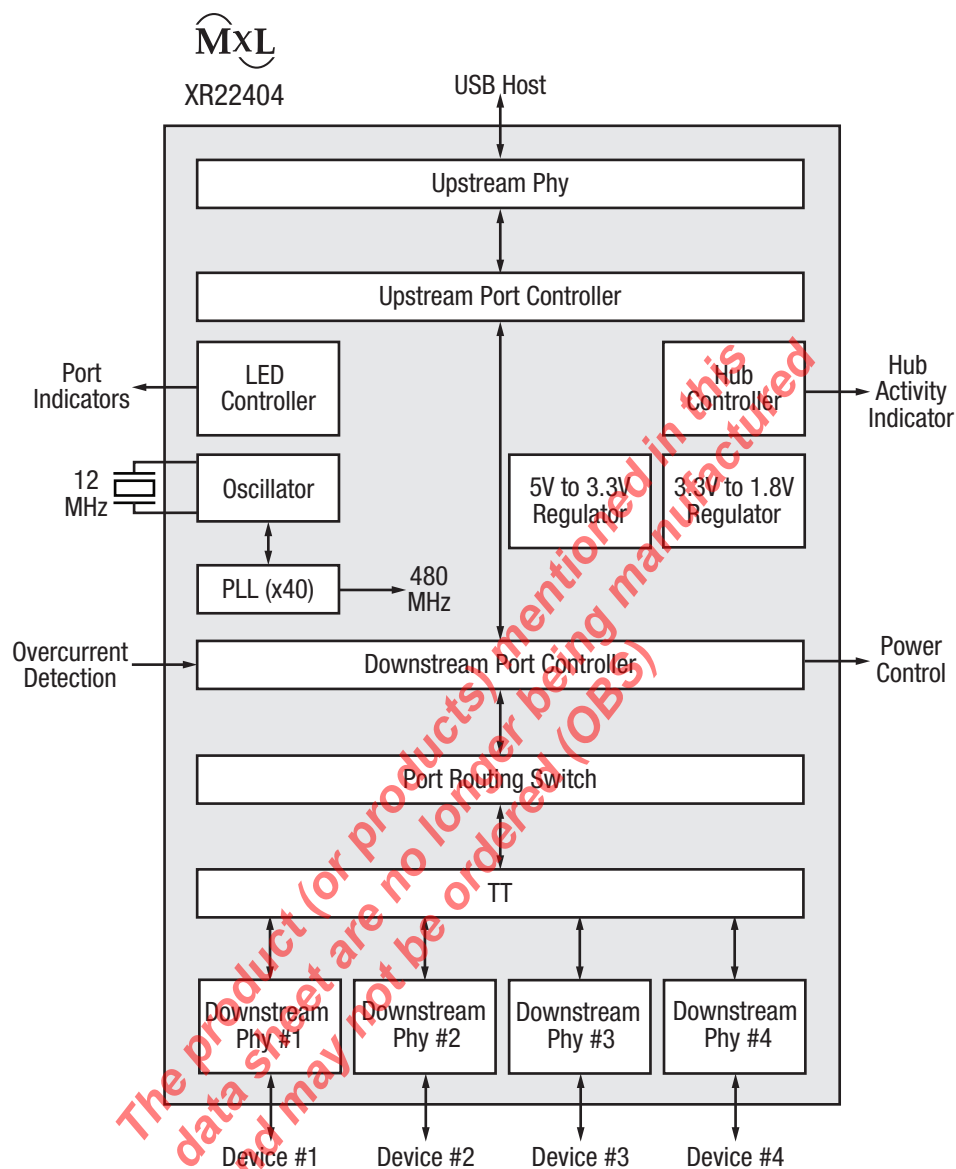 MxL
XR22404
USB Host
Upstream Phy
Upstream Port Controller
Port
Indicators
LED
Controller
Hub
Controller
Hub
Activity
Indicator
12
MHz
Oscillator
5V to 3.3V
Regulator
3.3V to 1.8V
Regulator
PLL (x40)
480
MHz
Overcurrent
Detection
Downstream Port Controller
Power
Control
Port Routing Switch
TT
Downstream
Phy #1
Downstream
Phy #2
Downstream
Phy #3
Downstream
Phy #4
Device #1
Device #2
Device #3
Device #4
The product (or products) mentioned in this
data sheet are no longer being manufactured
nd may not be ordered (OBS)